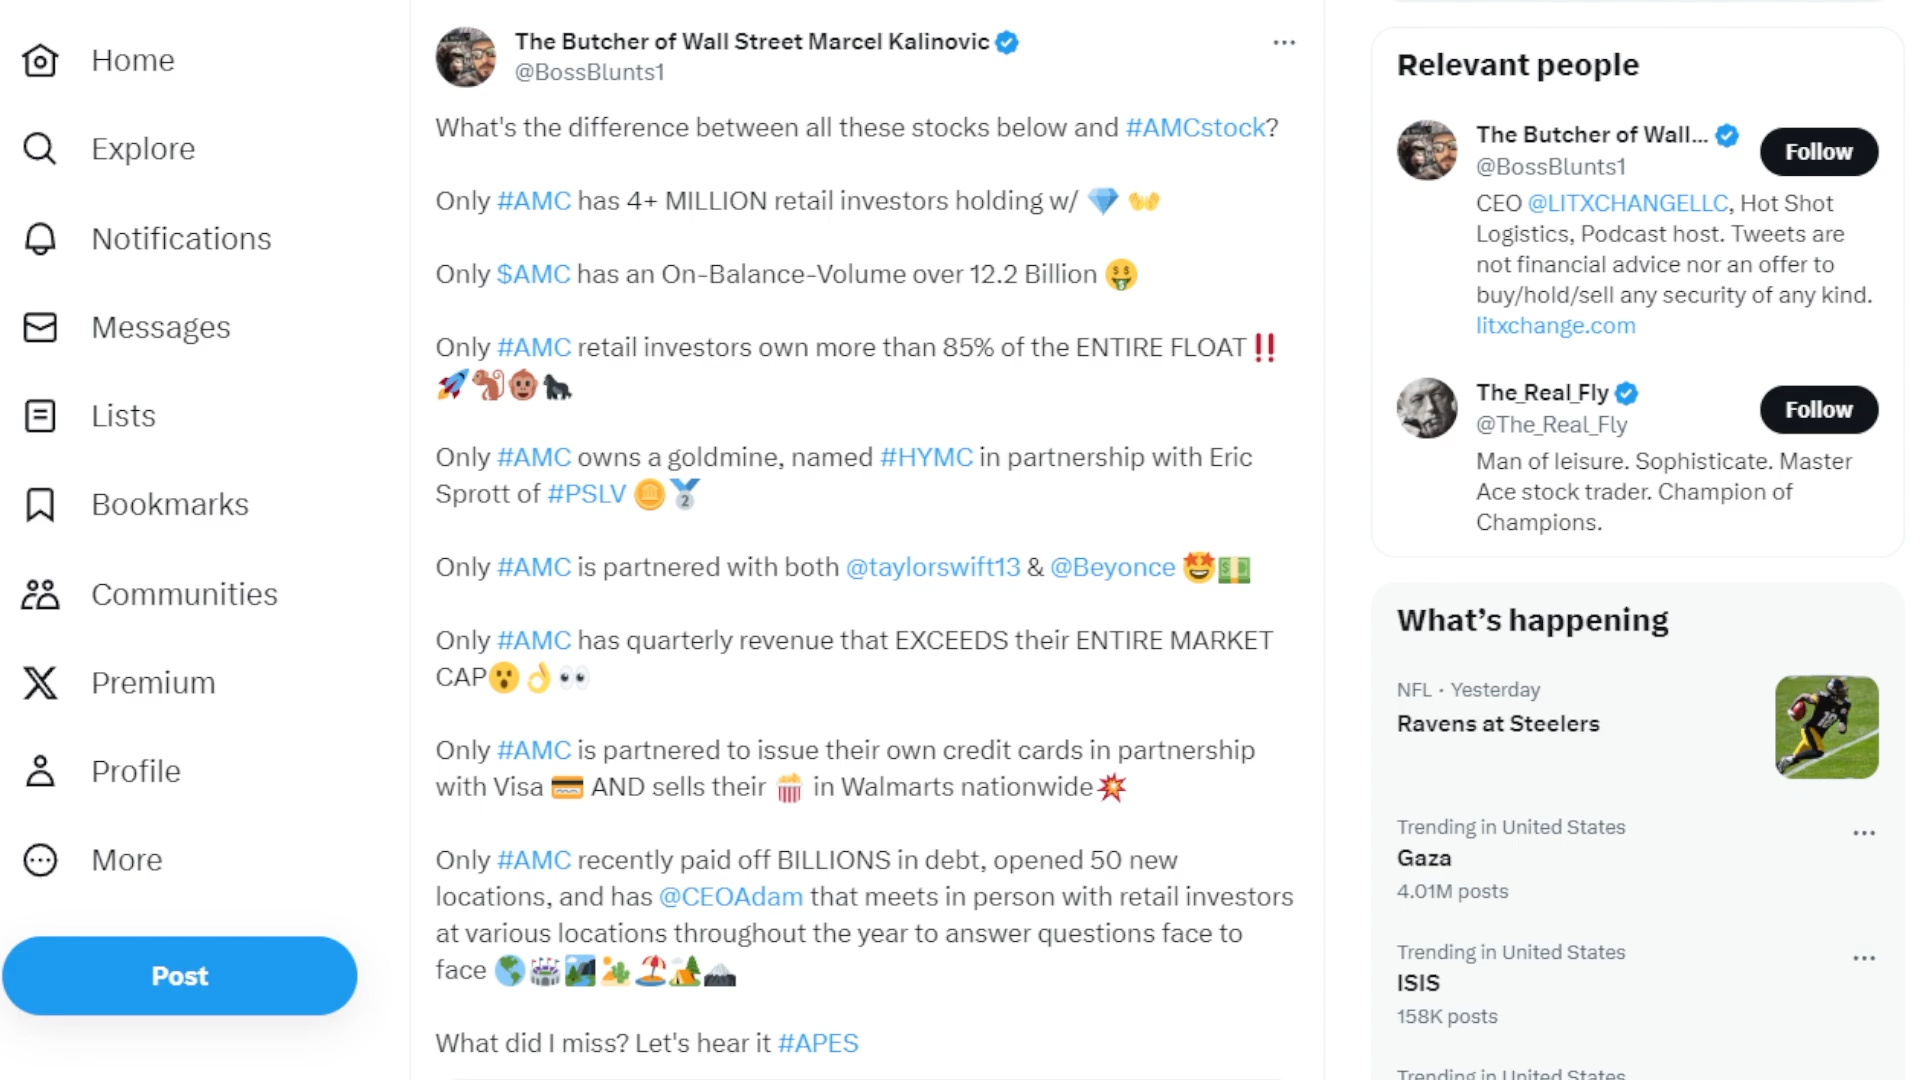 Home
Explore
Notifications
Messages
Lists
Bookmarks
Communities
Premium
Profile
More
Post
The Butcher of Wall Street Marcel Kalinovic
@BossBlunts1
What's the difference between all these stocks below and #AMCstock?
Only #AMC has 4+ MILLION retail investors holding w/ 💎 👐
Only $AMC has an On-Balance-Volume over 12.2 Billion 🤑
Only #AMC retail investors own more than 85% of the ENTIRE FLOAT‼️
🚀🐒🐵🦍
Only #AMC owns a goldmine, named #HYMC in partnership with Eric
Sprott of #PSLV 🪙🥈
Only #AMC is partnered with both @taylorswift13 & @Beyonce 🤩💵
Only #AMC has quarterly revenue that EXCEEDS their ENTIRE MARKET
CAP😮👌👀
Only #AMC is partnered to issue their own credit cards in partnership
with Visa 💳 AND sells their 🍿 in Walmarts nationwide💥
Only #AMC recently paid off BILLIONS in debt, opened 50 new
locations, and has @CEOAdam that meets in person with retail investors
at various locations throughout the year to answer questions face to
face 🌎🏟️🏞️🏜️🏖️🏕️🏔️
What did I miss? Let's hear it #APES
Relevant people
The Butcher of Wall...
@BossBlunts1
Follow
CEO @LITXCHANGELLC, Hot Shot
Logistics, Podcast host. Tweets are
not financial advice nor an offer to
buy/hold/sell any security of any kind.
litxchange.com
The_Real_Fly
@The_Real_Fly
Follow
Man of leisure. Sophisticate. Master
Ace stock trader. Champion of
Champions.
What's happening
NFL · Yesterday
Ravens at Steelers
Trending in United States
Gaza
4.01M posts
Trending in United States
ISIS
158K posts
Trending in United States